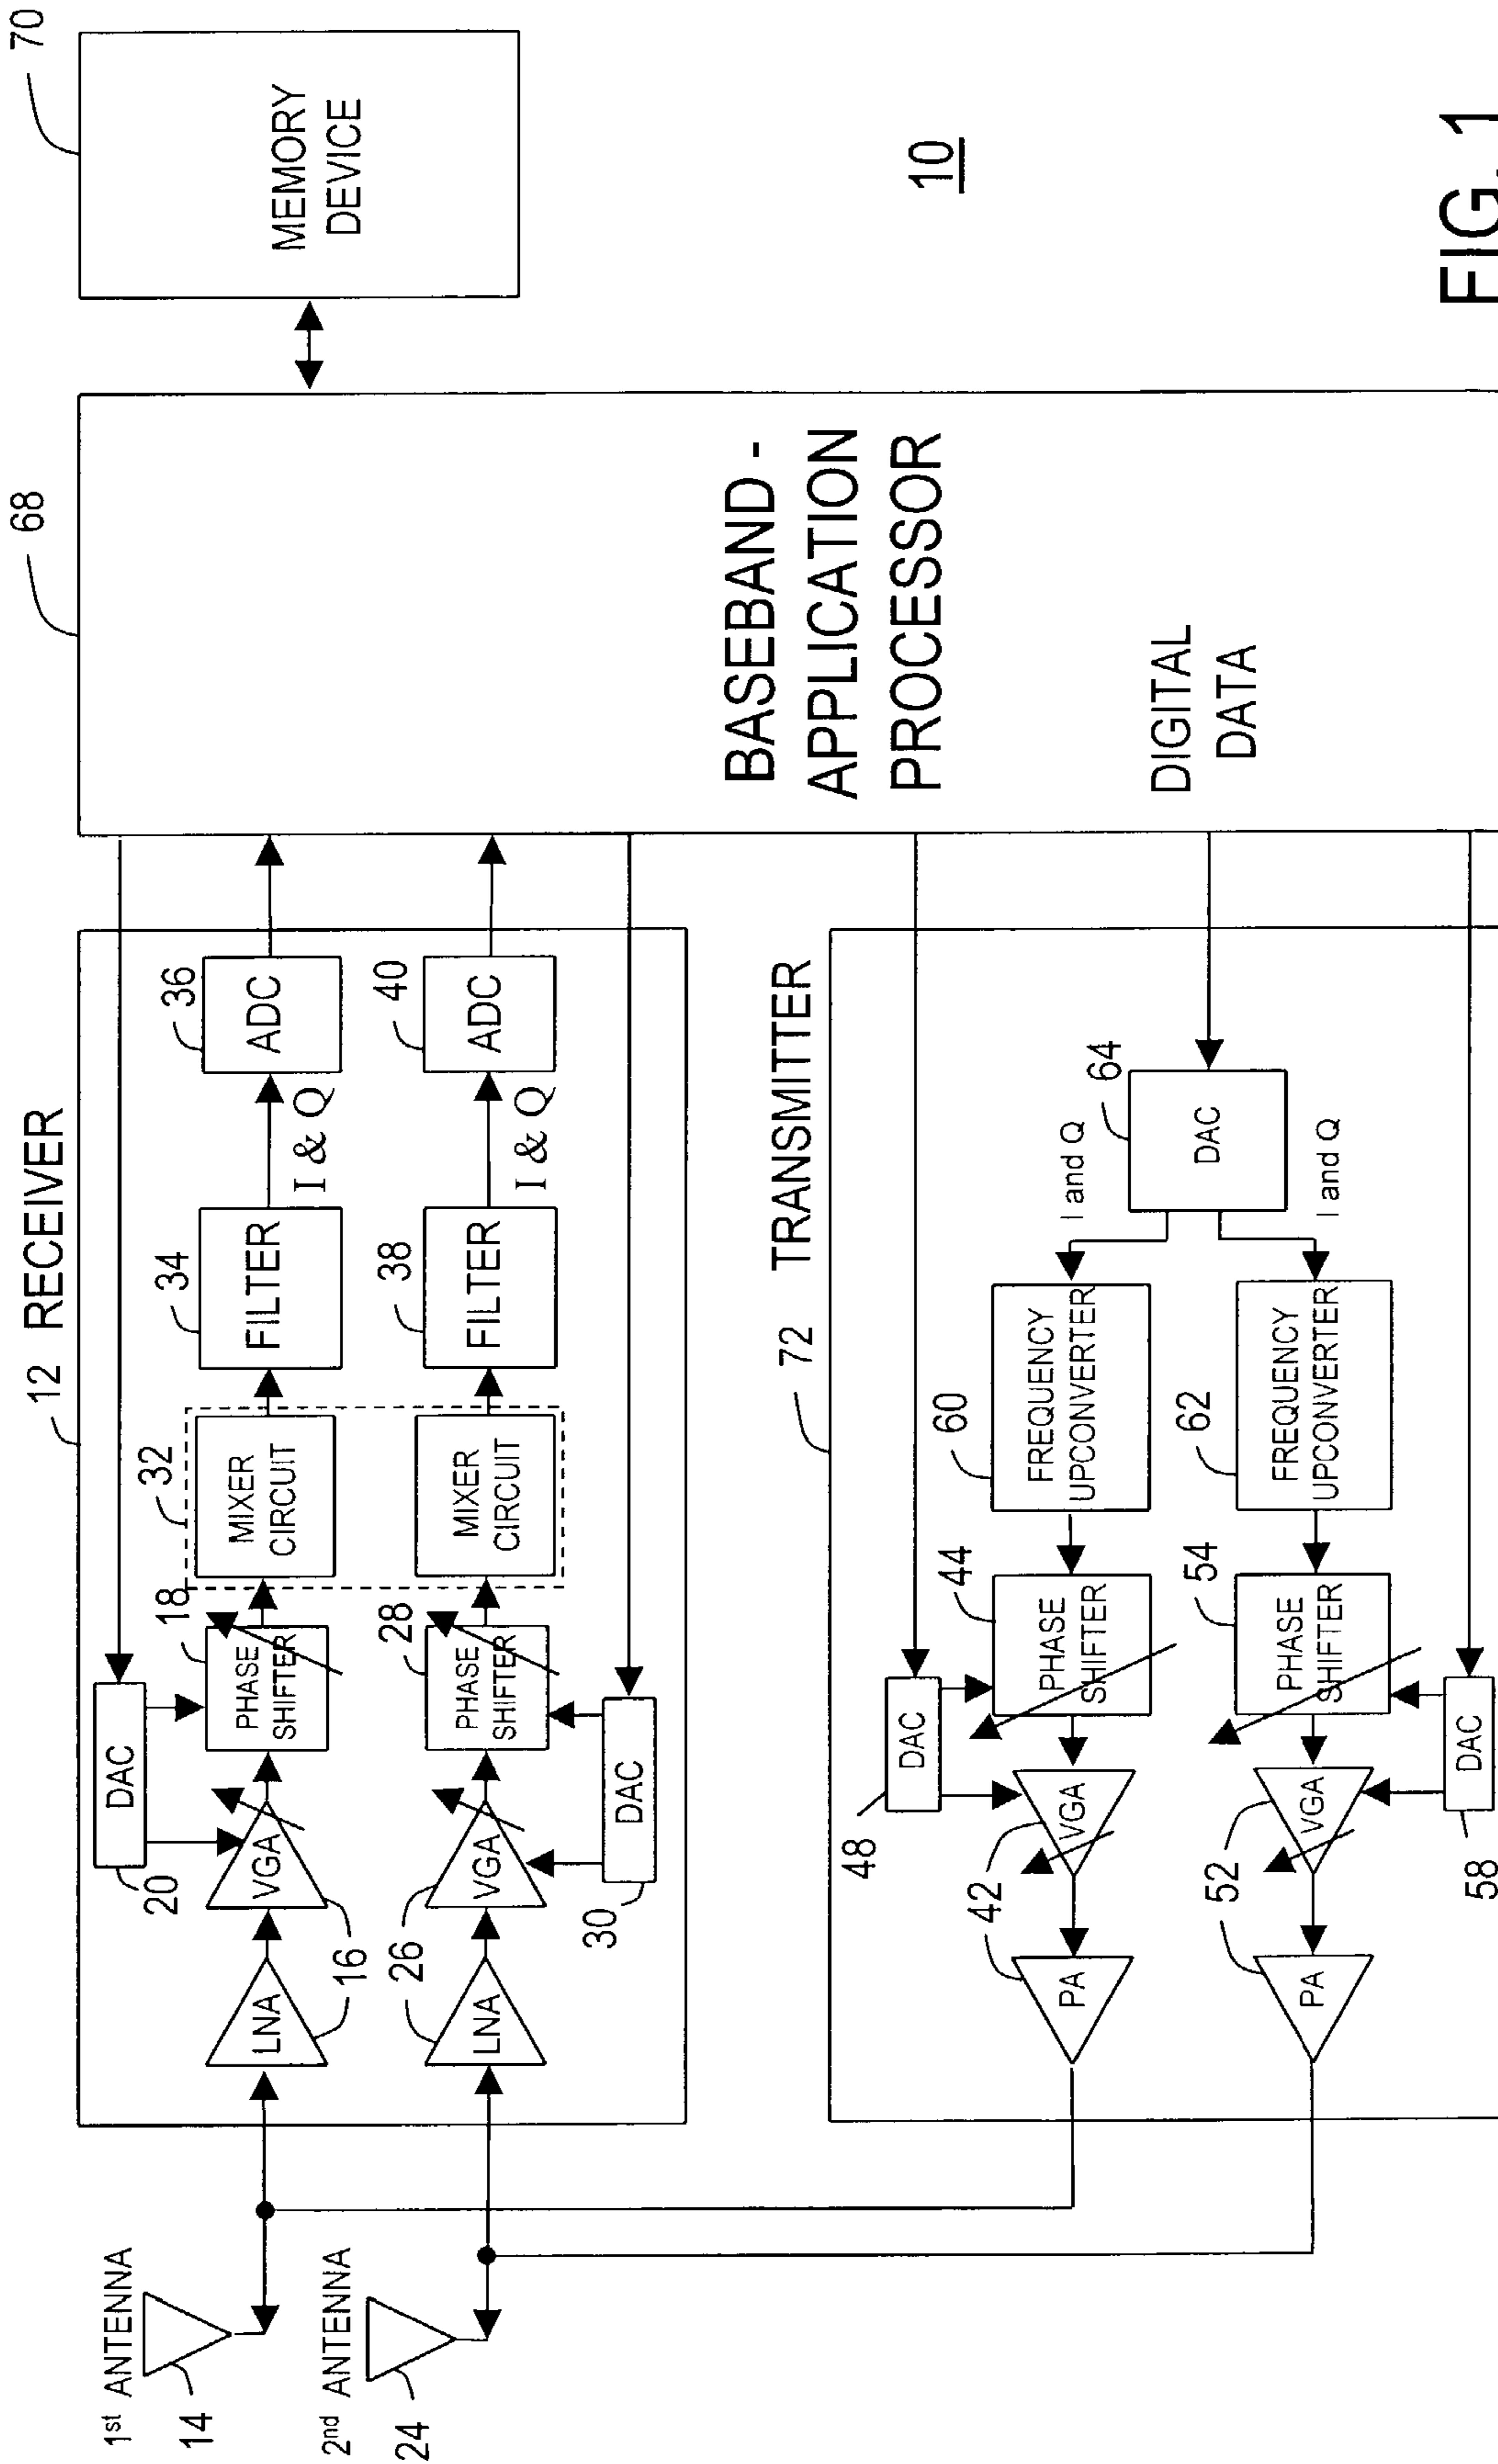 1st ANTENNA
14
2nd ANTENNA
24
12 RECEIVER
LNA
16
VGA
DAC
20
PHASE
SHIFTER
18
MIXER
CIRCUIT
32
FILTER
34
I & Q
ADC
36
LNA
26
VGA
DAC
30
PHASE
SHIFTER
28
MIXER
CIRCUIT
FILTER
38
I & Q
ADC
40
72 TRANSMITTER
PA
42
VGA
DAC
48
PHASE
SHIFTER
44
FREQUENCY
UPCONVERTER
60
I and Q
DAC
64
PA
52
VGA
DAC
58
PHASE
SHIFTER
54
FREQUENCY
UPCONVERTER
62
I and Q
68
BASEBAND -
APPLICATION
PROCESSOR
DIGITAL
DATA
70
MEMORY
DEVICE
10
FIG. 1